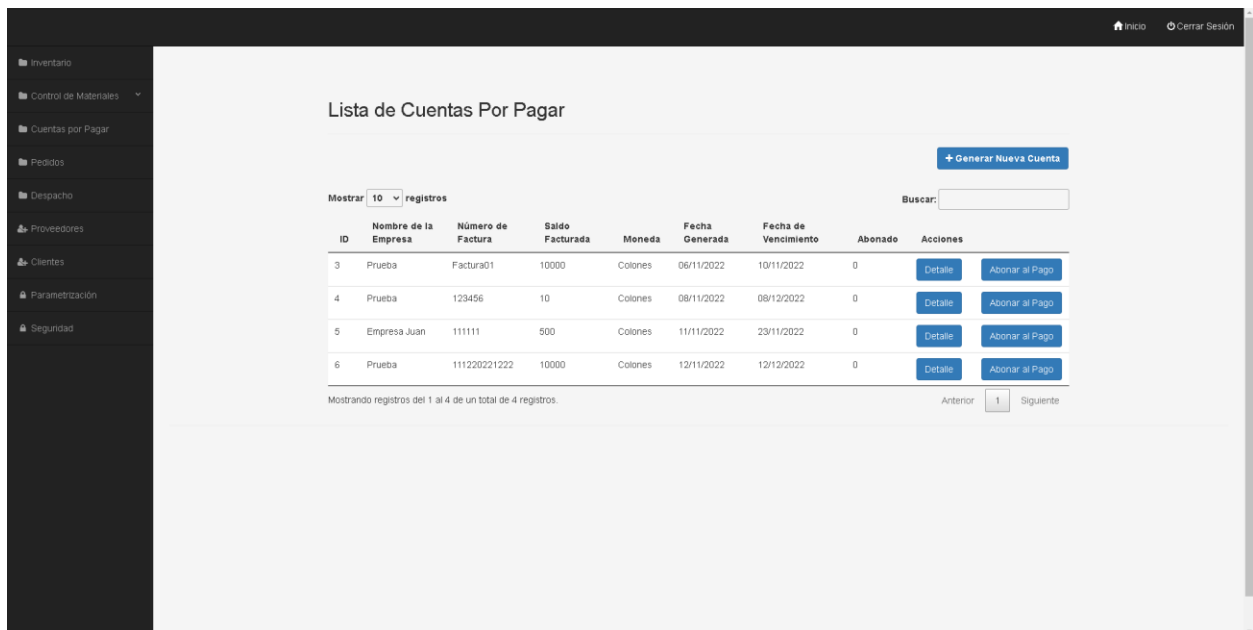 Inicio Cerrar Sesión
Inventario
Control de Materiales
Cuentas por Pagar
Pedidos
Despacho
Proveedores
Clientes
Parametrización
Seguridad
Lista de Cuentas Por Pagar
+ Generar Nueva Cuenta
Mostrar 10 registros
Buscar:
ID Nombre de la Empresa Número de Factura Saldo Facturada Moneda Fecha Generada Fecha de Vencimiento Abonado Acciones
3 Prueba Factura01 10000 Colones 06/11/2022 10/11/2022 0 Detalle Abonar al Pago
4 Prueba 123456 10 Colones 08/11/2022 08/12/2022 0 Detalle Abonar al Pago
5 Empresa Juan 111111 500 Colones 11/11/2022 23/11/2022 0 Detalle Abonar al Pago
6 Prueba 111220221222 10000 Colones 12/11/2022 12/12/2022 0 Detalle Abonar al Pago
Mostrando registros del 1 al 4 de un total de 4 registros.
Anterior 1 Siguiente